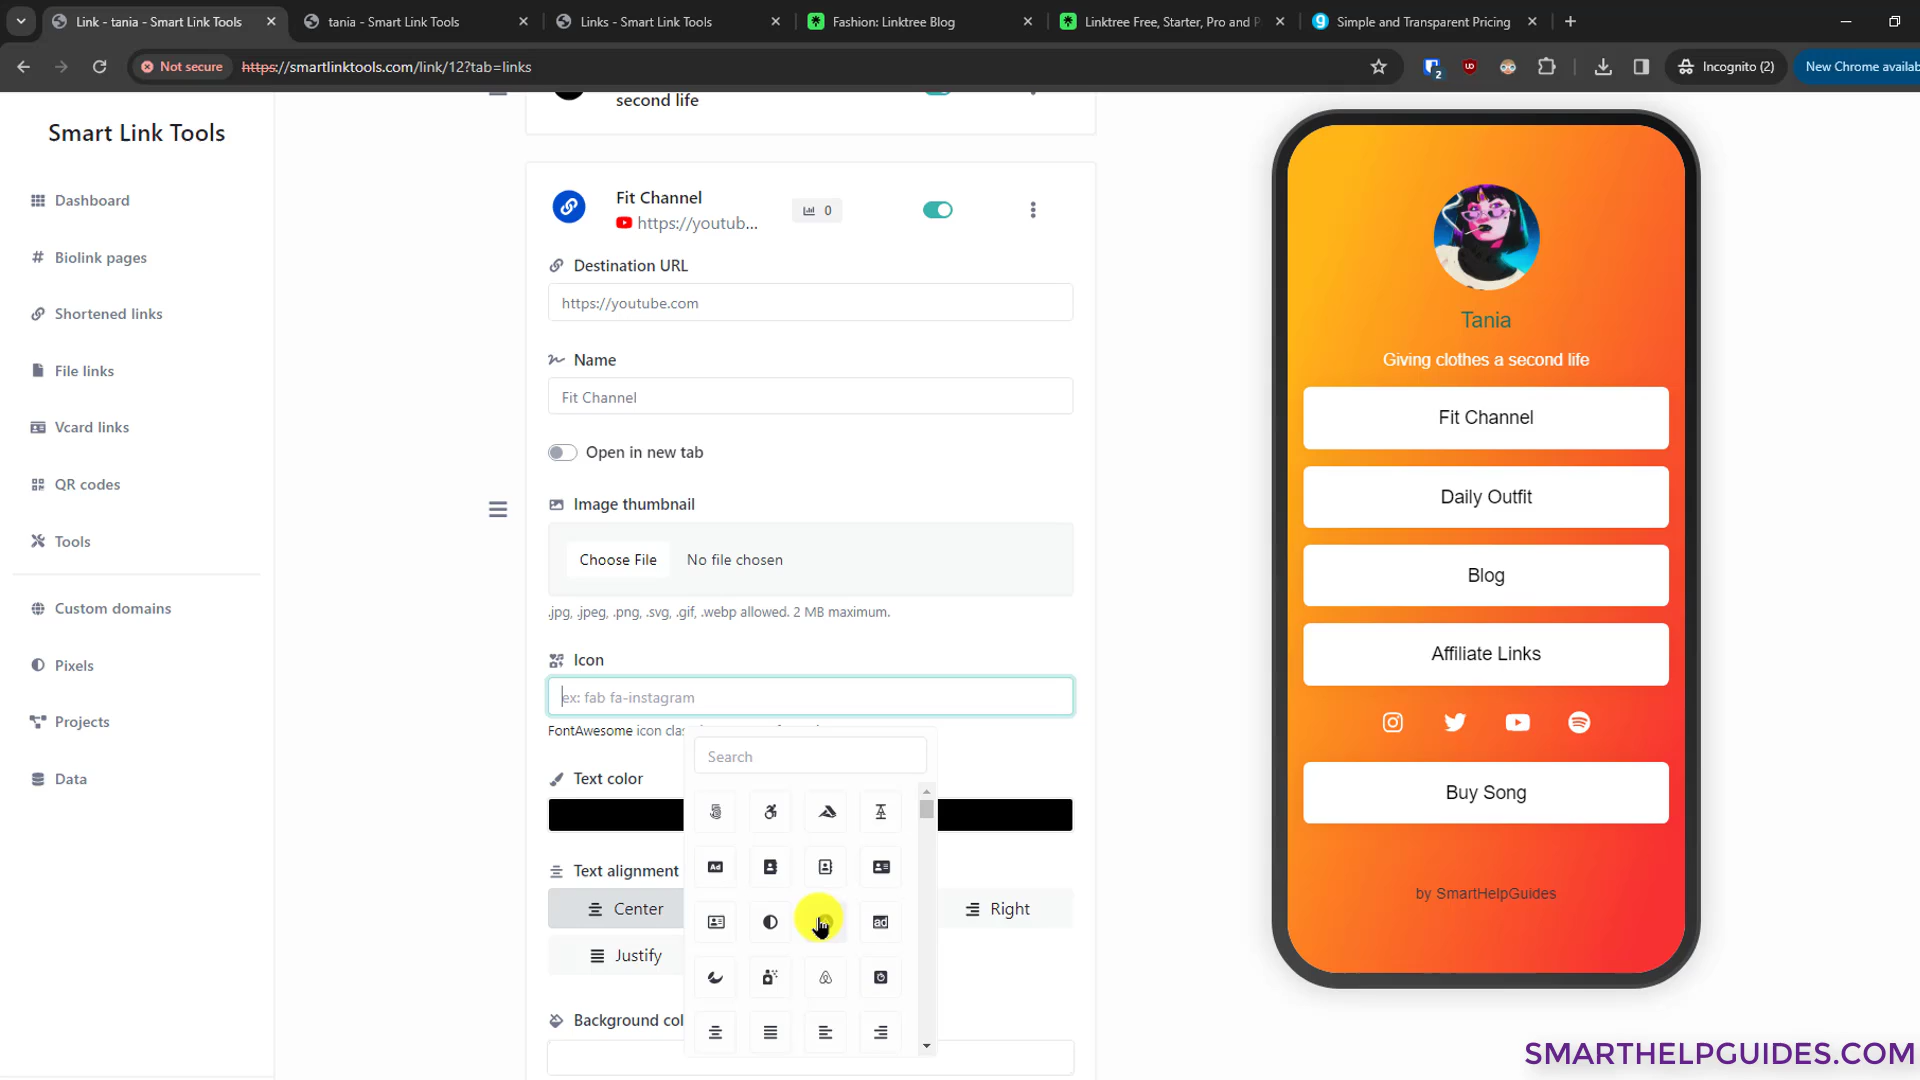 Link - tania - Smart Link Tools
tania - Smart Link Tools
Links - Smart Link Tools
Fashion: Linktree Blog
Linktree Free, Starter, Pro and P
Simple and Transparent Pricing
Not secure
https://smartlinktools.com/link/12?tab=links
2
Incognito (2)
New Chrome availab
Smart Link Tools
Dashboard
Biolink pages
Shortened links
File links
Vcard links
QR codes
Tools
Custom domains
Pixels
Projects
Data
second life
Fit Channel
https://youtub...
0
Destination URL
https://youtube.com
Name
Fit Channel
Open in new tab
Image thumbnail
Choose File
No file chosen
.jpg, .jpeg, .png, .svg, .gif, .webp allowed. 2 MB maximum.
Icon
ex: fab fa-instagram
FontAwesome icon clas
Search
Text color
Text alignment
Center
Right
Justify
Background col
Ad
ad
Tania
Giving clothes a second life
Fit Channel
Daily Outfit
Blog
Affiliate Links
Buy Song
by SmartHelpGuides
SMARTHELPGUIDES.COM